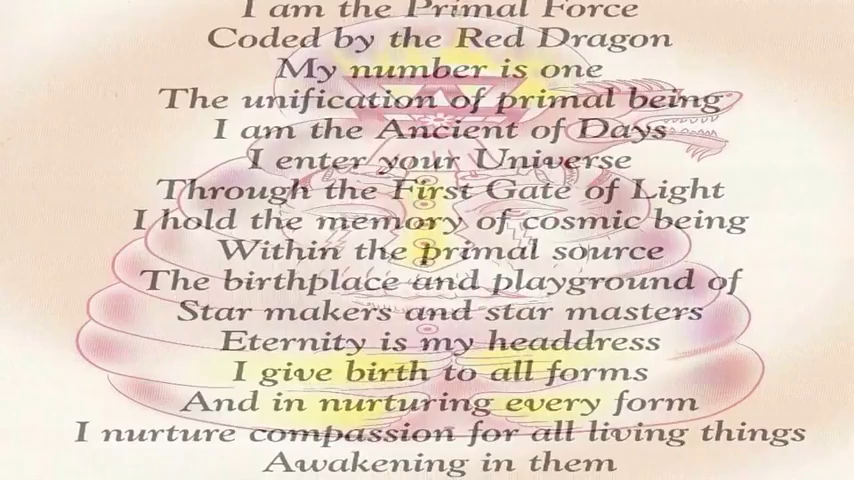 I am the Primal Force
Coded by the Red Dragon
My number is one
The unification of primal being
I am the Ancient of Days
I enter your Universe
Through the First Gate of Light
I hold the memory of cosmic being
Within the primal source
The birthplace and playground of
Star makers and star masters
Eternity is my headdress
I give birth to all forms
And in nurturing every form
I nurture compassion for all living things
Awakening in them